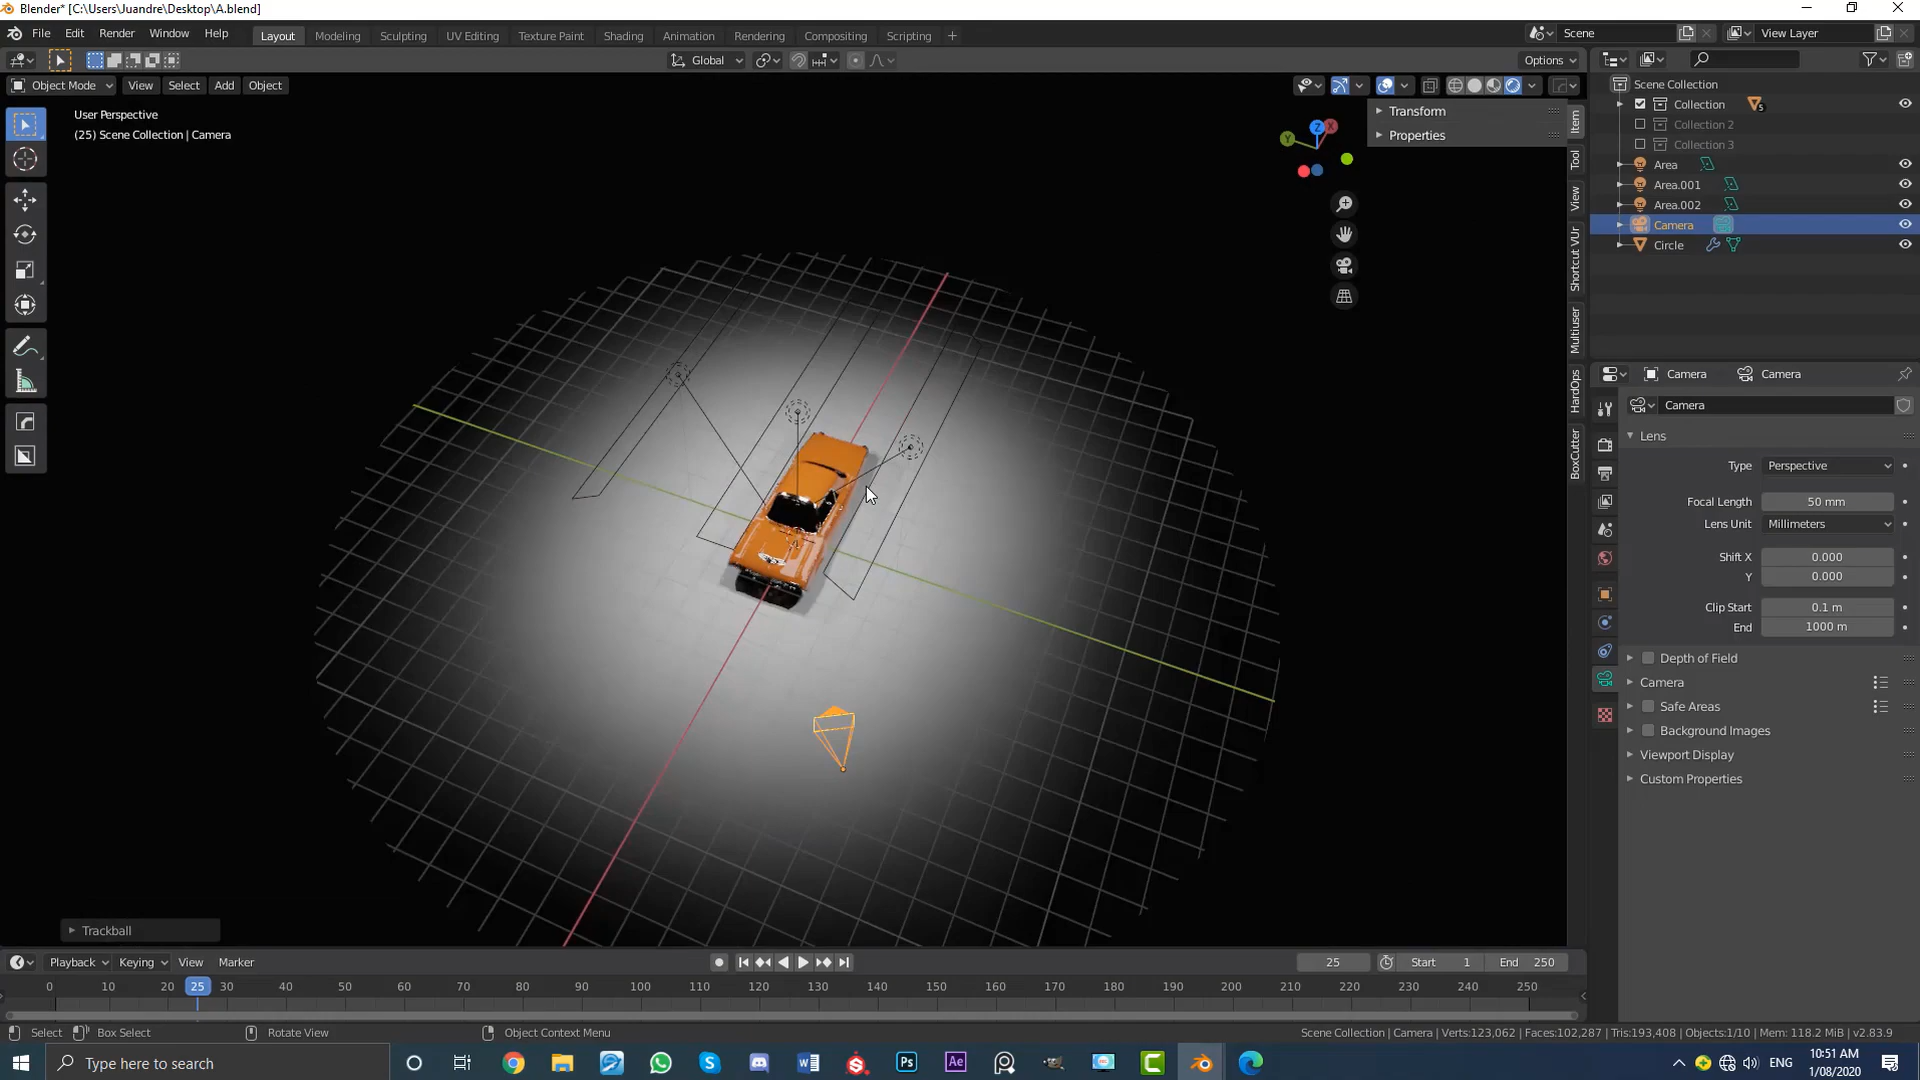 Blender* [C:\Users\Juandre\Desktop\A.blend]
File Edit Render Window Help Layout Modeling Sculpting UV Editing Texture Paint Shading Animation Rendering Compositing Scripting + Scene View Layer
Global Options
Object Mode View Select Add Object
User Perspective
(25) Scene Collection | Camera
Transform
Properties
Item
Tool
View
Shortcut VUr
Multiuser
HardOps
BoxCutter
X
Y
Z
Scene Collection
Collection 5
Collection 2
Collection 3
Area
Area.001
Area.002
Camera
Circle
Camera Camera
Camera
Lens
Type Perspective
Focal Length 50 mm
Lens Unit Millimeters
Shift X 0.000
Y 0.000
Clip Start 0.1 m
End 1000 m
Depth of Field
Camera
Safe Areas
Background Images
Viewport Display
Custom Properties
Trackball
Playback Keying View Marker 25 Start 1 End 250
0 10 20 25 30 40 50 60 70 80 90 100 110 120 130 140 150 160 170 180 190 200 210 220 230 240 250
Select Box Select Rotate View Object Context Menu Scene Collection | Camera | Verts:123,062 | Faces:102,287 | Tris:193,408 | Objects:1/10 | Mem: 118.2 MiB | v2.83.9
Type here to search Ps Ae ENG 10:51 AM
1/08/2020